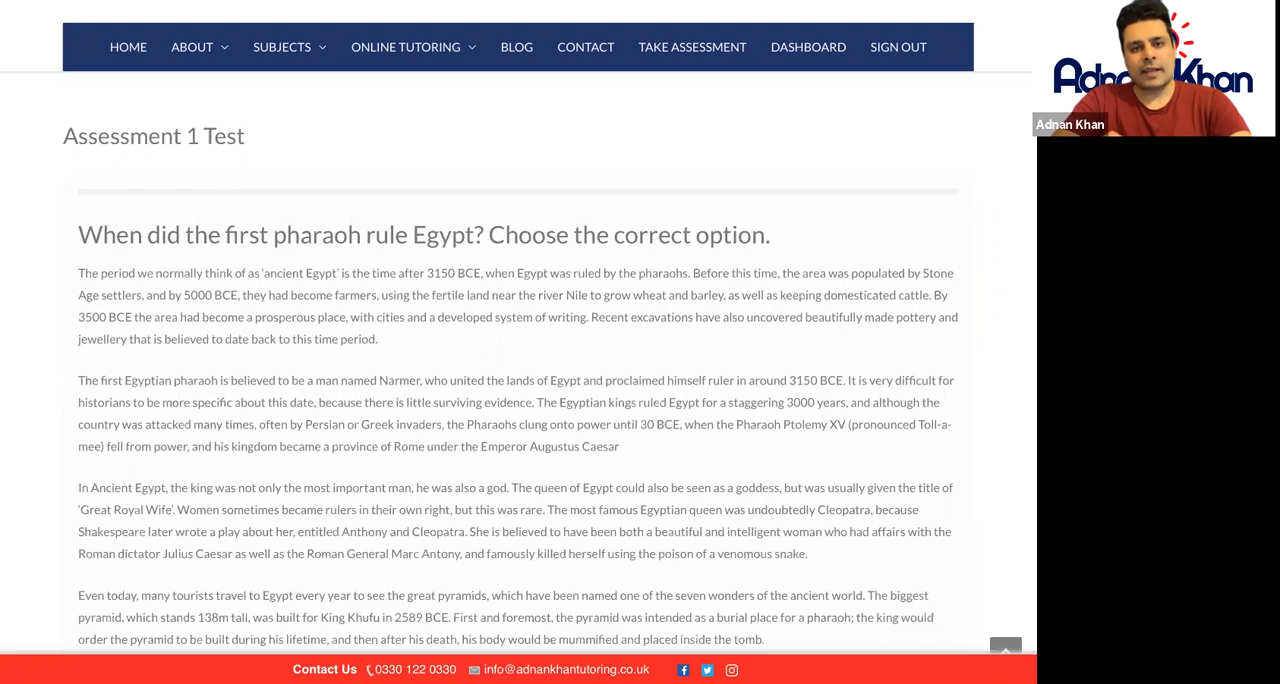 HOME ABOUT SUBJECTS ONLINE TUTORING BLOG CONTACT TAKE ASSESSMENT DASHBOARD SIGN OUT
Adnan Khan
Assessment 1 Test
When did the first pharaoh rule Egypt? Choose the correct option.
The period we normally think of as 'ancient Egypt' is the time after 3150 BCE, when Egypt was ruled by the pharaohs. Before this time, the area was populated by Stone
Age settlers, and by 5000 BCE, they had become farmers, using the fertile land near the river Nile to grow wheat and barley, as well as keeping domesticated cattle. By
3500 BCE the area had become a prosperous place, with cities and a developed system of writing. Recent excavations have also uncovered beautifully made pottery and
jewellery that is believed to date back to this time period.
The first Egyptian pharaoh is believed to be a man named Narmer, who united the lands of Egypt and proclaimed himself ruler in around 3150 BCE. It is very difficult for
historians to be more specific about this date, because there is little surviving evidence. The Egyptian kings ruled Egypt for a staggering 3000 years, and although the
country was attacked many times, often by Persian or Greek invaders, the Pharaohs clung onto power until 30 BCE, when the Pharaoh Ptolemy XV (pronounced Toll-a-
mee) fell from power, and his kingdom became a province of Rome under the Emperor Augustus Caesar
In Ancient Egypt, the king was not only the most important man, he was also a god. The queen of Egypt could also be seen as a goddess, but was usually given the title of
'Great Royal Wife'. Women sometimes became rulers in their own right, but this was rare. The most famous Egyptian queen was undoubtedly Cleopatra, because
Shakespeare later wrote a play about her, entitled Anthony and Cleopatra. She is believed to have been both a beautiful and intelligent woman who had affairs with the
Roman dictator Julius Caesar as well as the Roman General Marc Antony, and famously killed herself using the poison of a venomous snake.
Even today, many tourists travel to Egypt every year to see the great pyramids, which have been named one of the seven wonders of the ancient world. The biggest
pyramid, which stands 138m tall, was built for King Khufu in 2589 BCE. First and foremost, the pyramid was intended as a burial place for a pharaoh; the king would
order the pyramid to be built during his lifetime, and then after his death, his body would be mummified and placed inside the tomb.
Contact Us 0330 122 0330 info@adnankhantutoring.co.uk